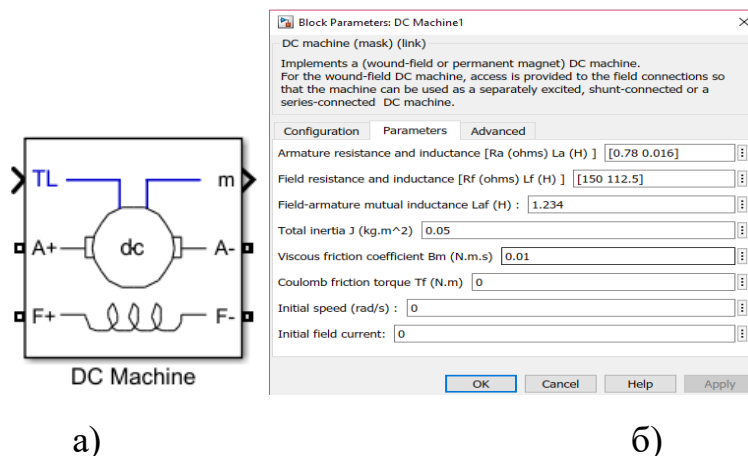 TL
m
A+
dc
A-
F+
F-
DC Machine
a)
Block Parameters: DC Machine1
DC machine (mask) (link)
Implements a (wound-field or permanent magnet) DC machine.
For the wound-field DC machine, access is provided to the field connections so
that the machine can be used as a separately excited, shunt-connected or a
series-connected DC machine.
Configuration Parameters Advanced
Armature resistance and inductance [Ra (ohms) La (H) ] [0.78 0.016]
Field resistance and inductance [Rf (ohms) Lf (H) ] [150 112.5]
Field-armature mutual inductance Laf (H) : 1.234
Total inertia J (kg.m^2) 0.05
Viscous friction coefficient Bm (N.m.s) 0.01
Coulomb friction torque Tf (N.m) 0
Initial speed (rad/s) : 0
Initial field current: 0
OK Cancel Help Apply
б)